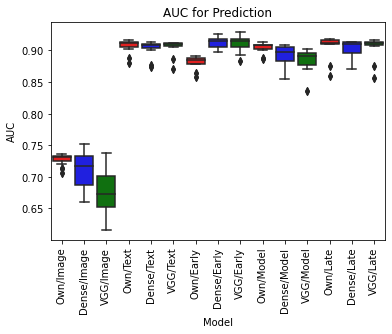 AUC for Prediction
0.90
0.85
0.80
0.75
0.70
0.65
AUC
Own/Image
Dense/Image
VGG/Image
Own/Text
Dense/Text
VGG/Text
Own/Early
Dense/Early
VGG/Early
Own/Model
Dense/Model
VGG/Model
Own/Late
Dense/Late
VGG/Late
Model